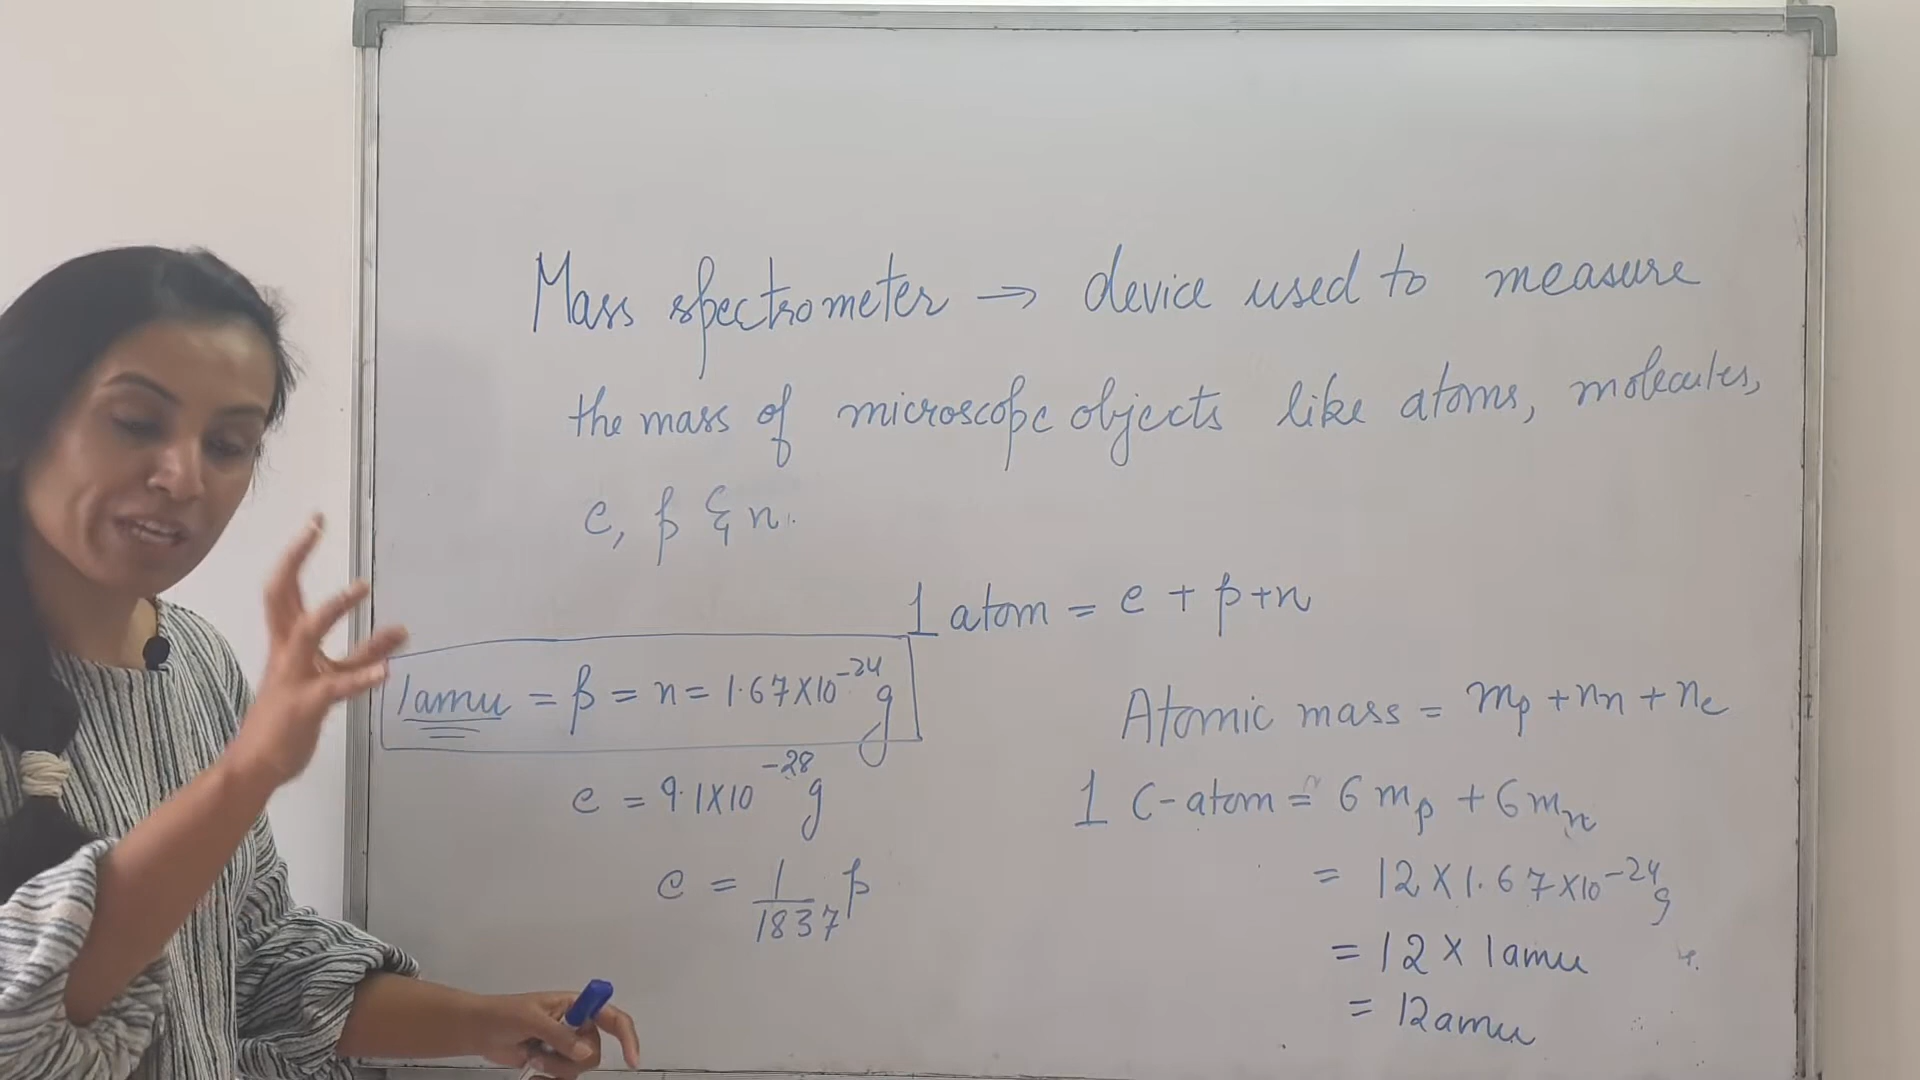 Mass spectrometer → device used to measure
the mass of microscope objects like atoms, molecules,
e, p & n.
1 atom = e + p + n
1amu = p = n = 1.67 × 10⁻²⁴ g
e = 9.1 × 10⁻²⁸ g
e = 1/1837 p
Atomic mass = mp + nn + ne
1 C-atom = 6 mp + 6 mn
= 12 × 1.67 × 10⁻²⁴ g
= 12 × 1amu
= 12amu